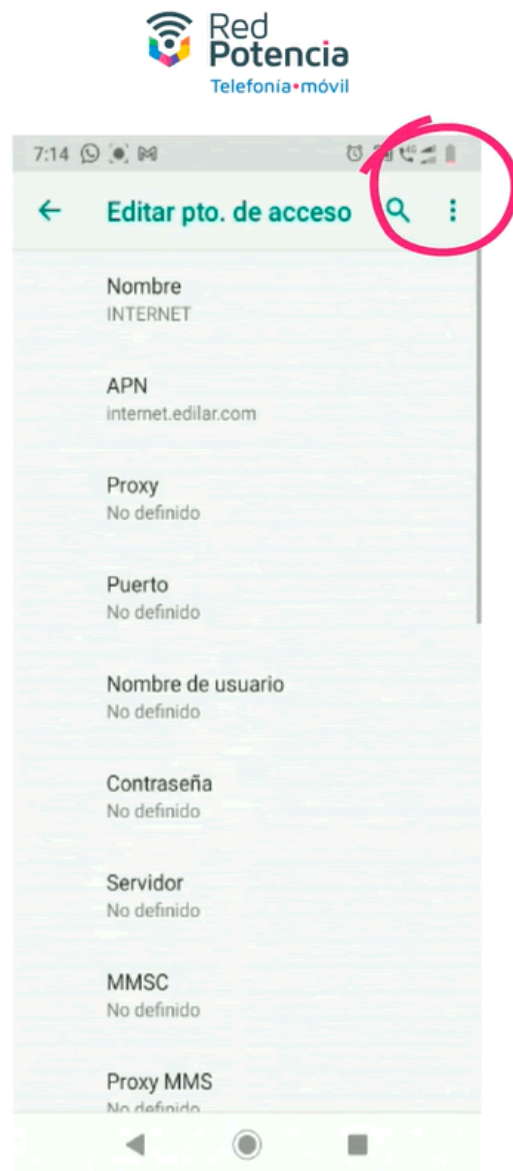 Red
Potencia
Telefonía•móvil
7:14
Editar pto. de acceso
Nombre
INTERNET
APN
internet.edilar.com
Proxy
No definido
Puerto
No definido
Nombre de usuario
No definido
Contraseña
No definido
Servidor
No definido
MMSC
No definido
Proxy MMS
No definido